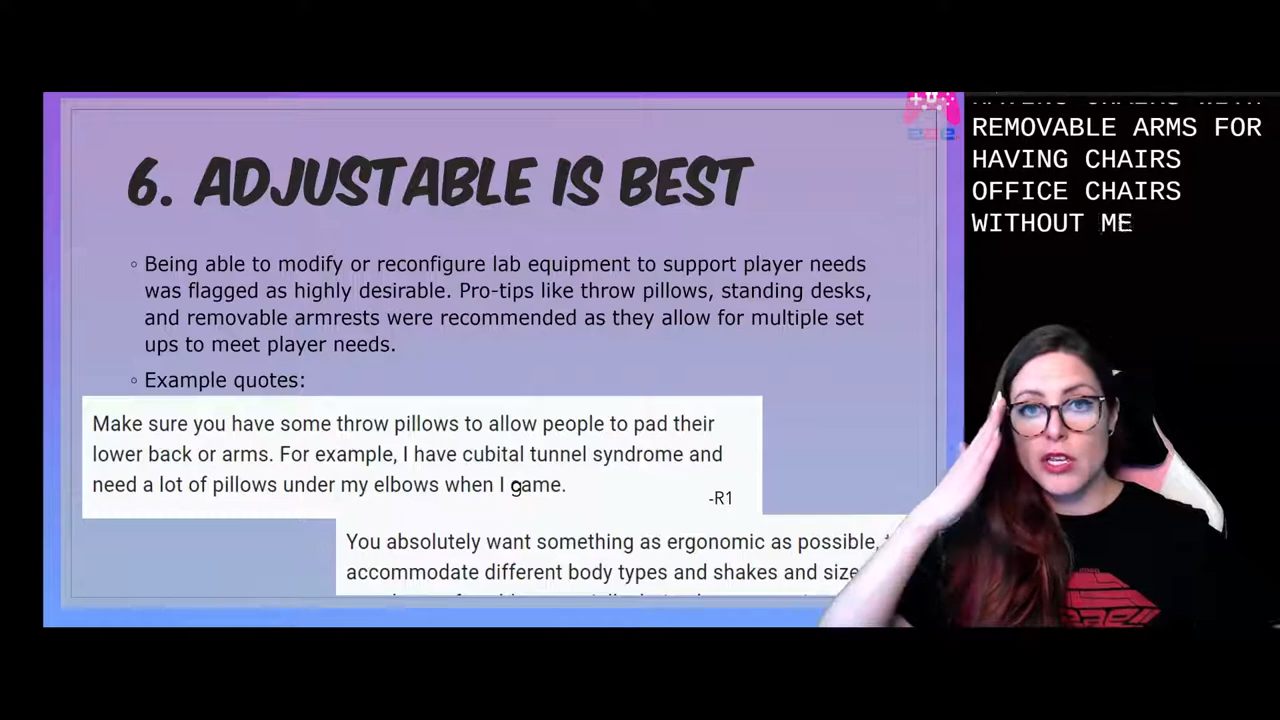 6. ADJUSTABLE IS BEST
◦ Being able to modify or reconfigure lab equipment to support player needs
was flagged as highly desirable. Pro-tips like throw pillows, standing desks,
and removable armrests were recommended as they allow for multiple set
ups to meet player needs.
◦ Example quotes:
Make sure you have some throw pillows to allow people to pad their
lower back or arms. For example, I have cubital tunnel syndrome and
need a lot of pillows under my elbows when I game.
-R1
You absolutely want something as ergonomic as possible,
accommodate different body types and shakes and size
REMOVABLE ARMS FOR
HAVING CHAIRS
OFFICE CHAIRS
WITHOUT ME